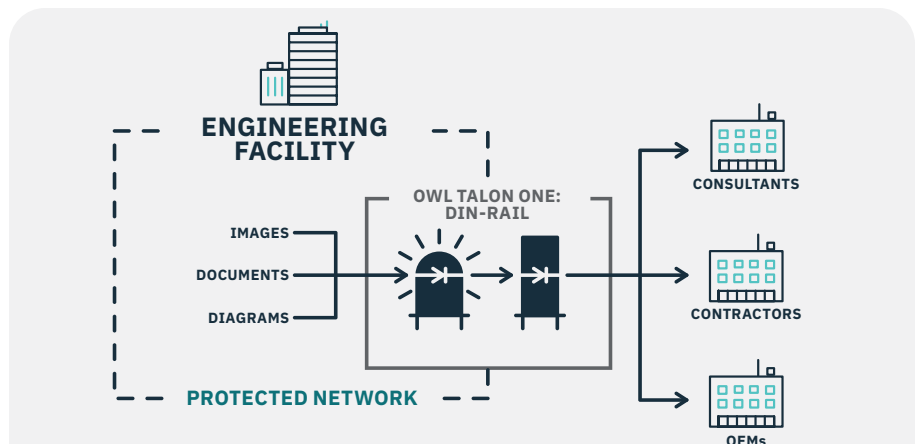 ENGINEERING
FACILITY
OWL TALON ONE:
DIN-RAIL
IMAGES
DOCUMENTS
DIAGRAMS
PROTECTED NETWORK
CONSULTANTS
CONTRACTORS
OEMs